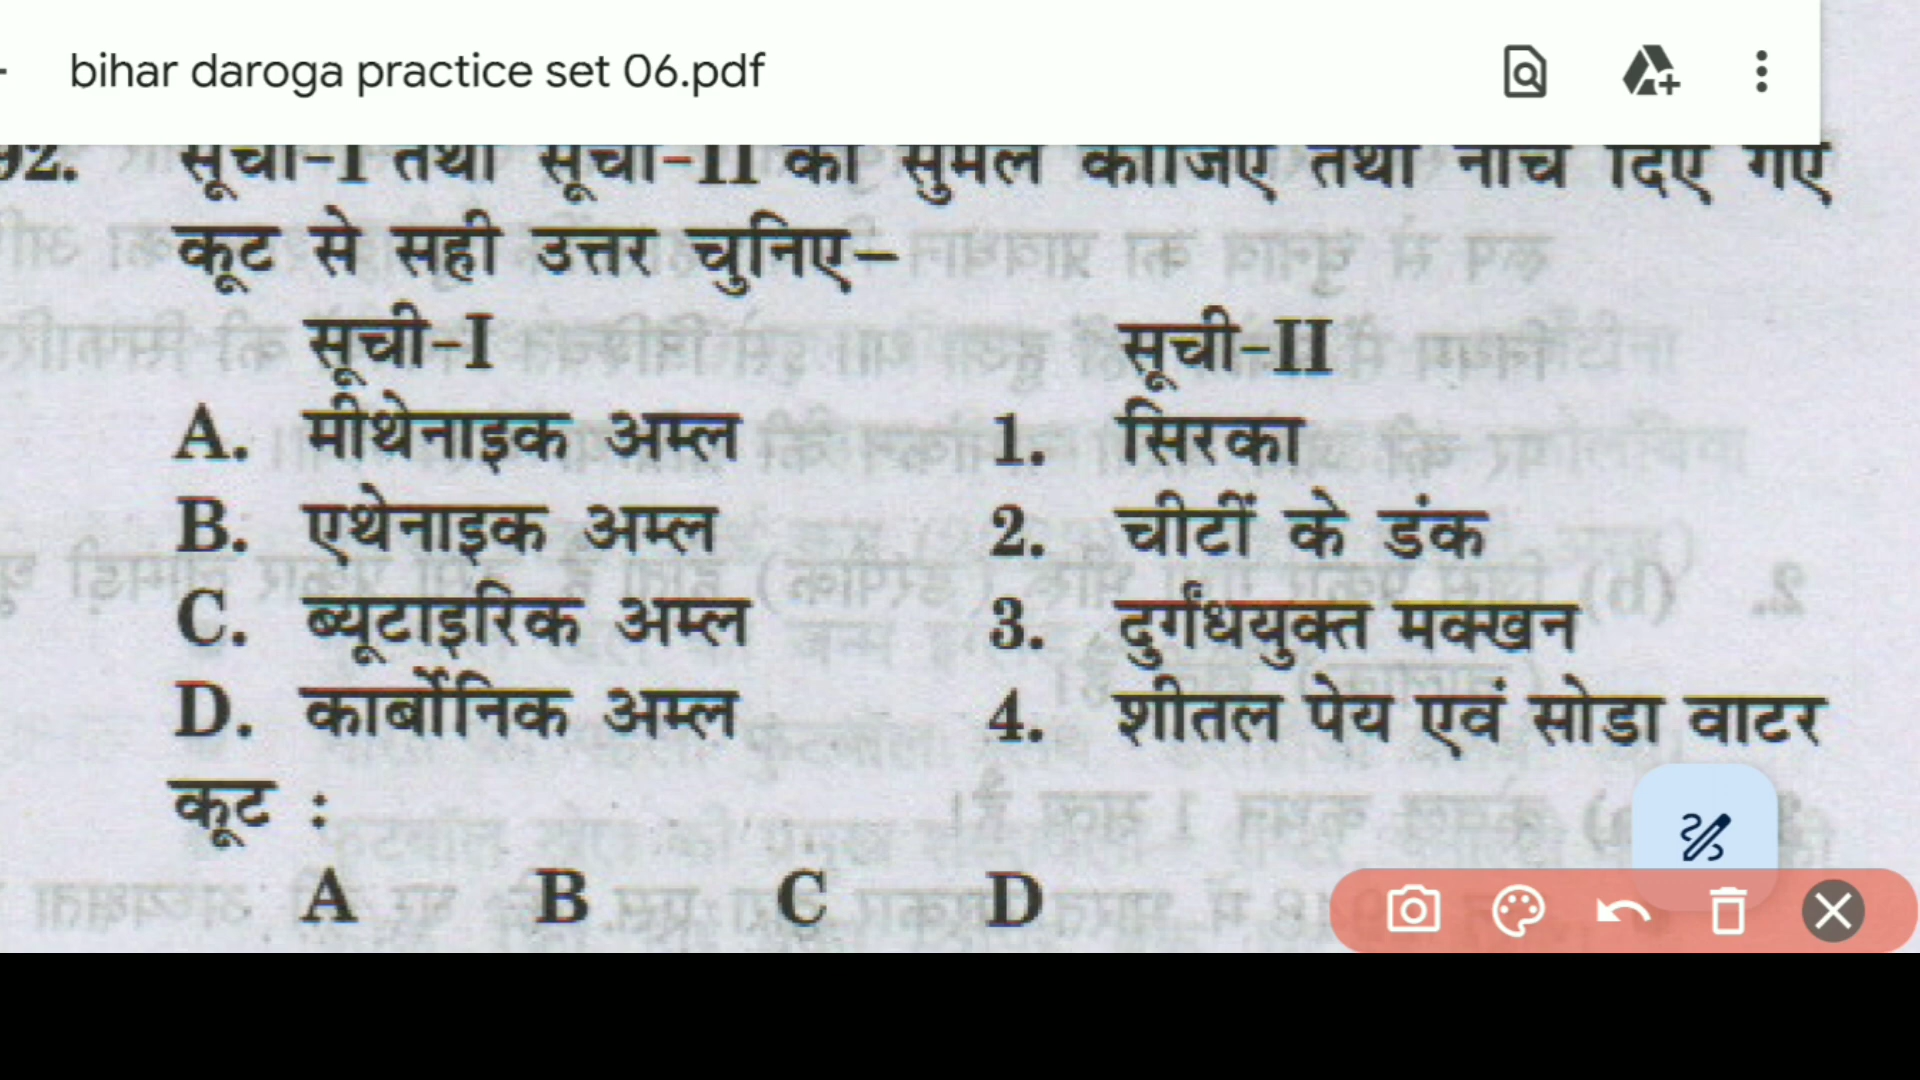 bihar daroga practice set 06.pdf
92. सूची-I तथा सूची-II को सुमेल कीजिए तथा नीचे दिए गए
कूट से सही उत्तर चुनिए–
सूची-I सूची-II
A. मीथेनाइक अम्ल 1. सिरका
B. एथेनाइक अम्ल 2. चीटीं के डंक
C. ब्यूटाइरिक अम्ल 3. दुर्गंधयुक्त मक्खन
D. कार्बोनिक अम्ल 4. शीतल पेय एवं सोडा वाटर
कूट :
A B C D